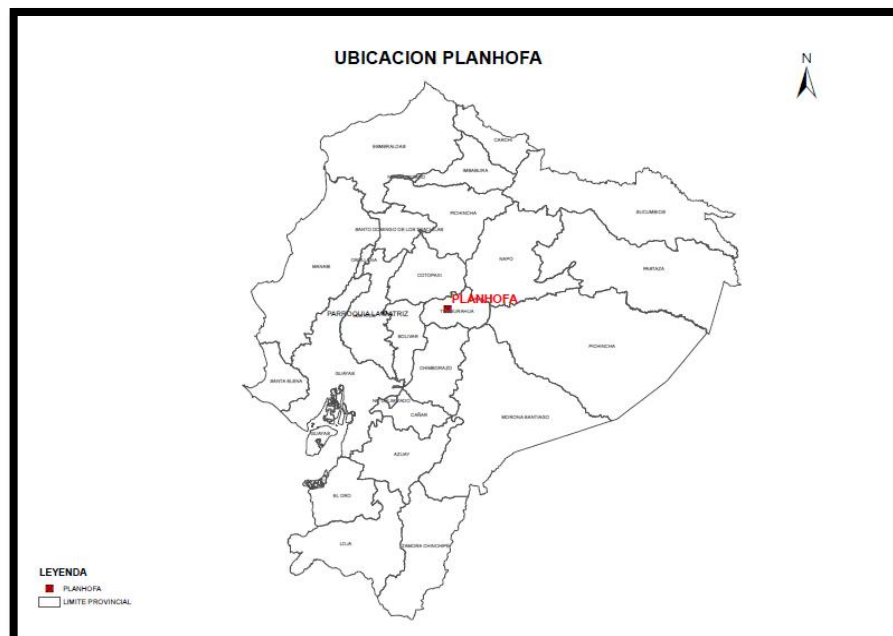 UBICACION PLANHOFA
N
CARCHI
ESMERALDAS
IMBABURA
PICHINCHA
SUCUMBIOS
SANTO DOMINGO DE LOS TSACHILAS
NAPO
MANABI
COTOPAXI
PASTAZA
PLANHOFA
TUNGURAHUA
PARROQUIA LA MATRIZ
BOLIVAR
PICHINCHA
CHIMBORAZO
GUAYAS
SANTA ELENA
CAÑAR
MORONA SANTIAGO
GUAYAS
AZUAY
EL ORO
LOJA
ZAMORA CHINCHIPE
LEYENDA
PLANHOFA
LIMITE PROVINCIAL